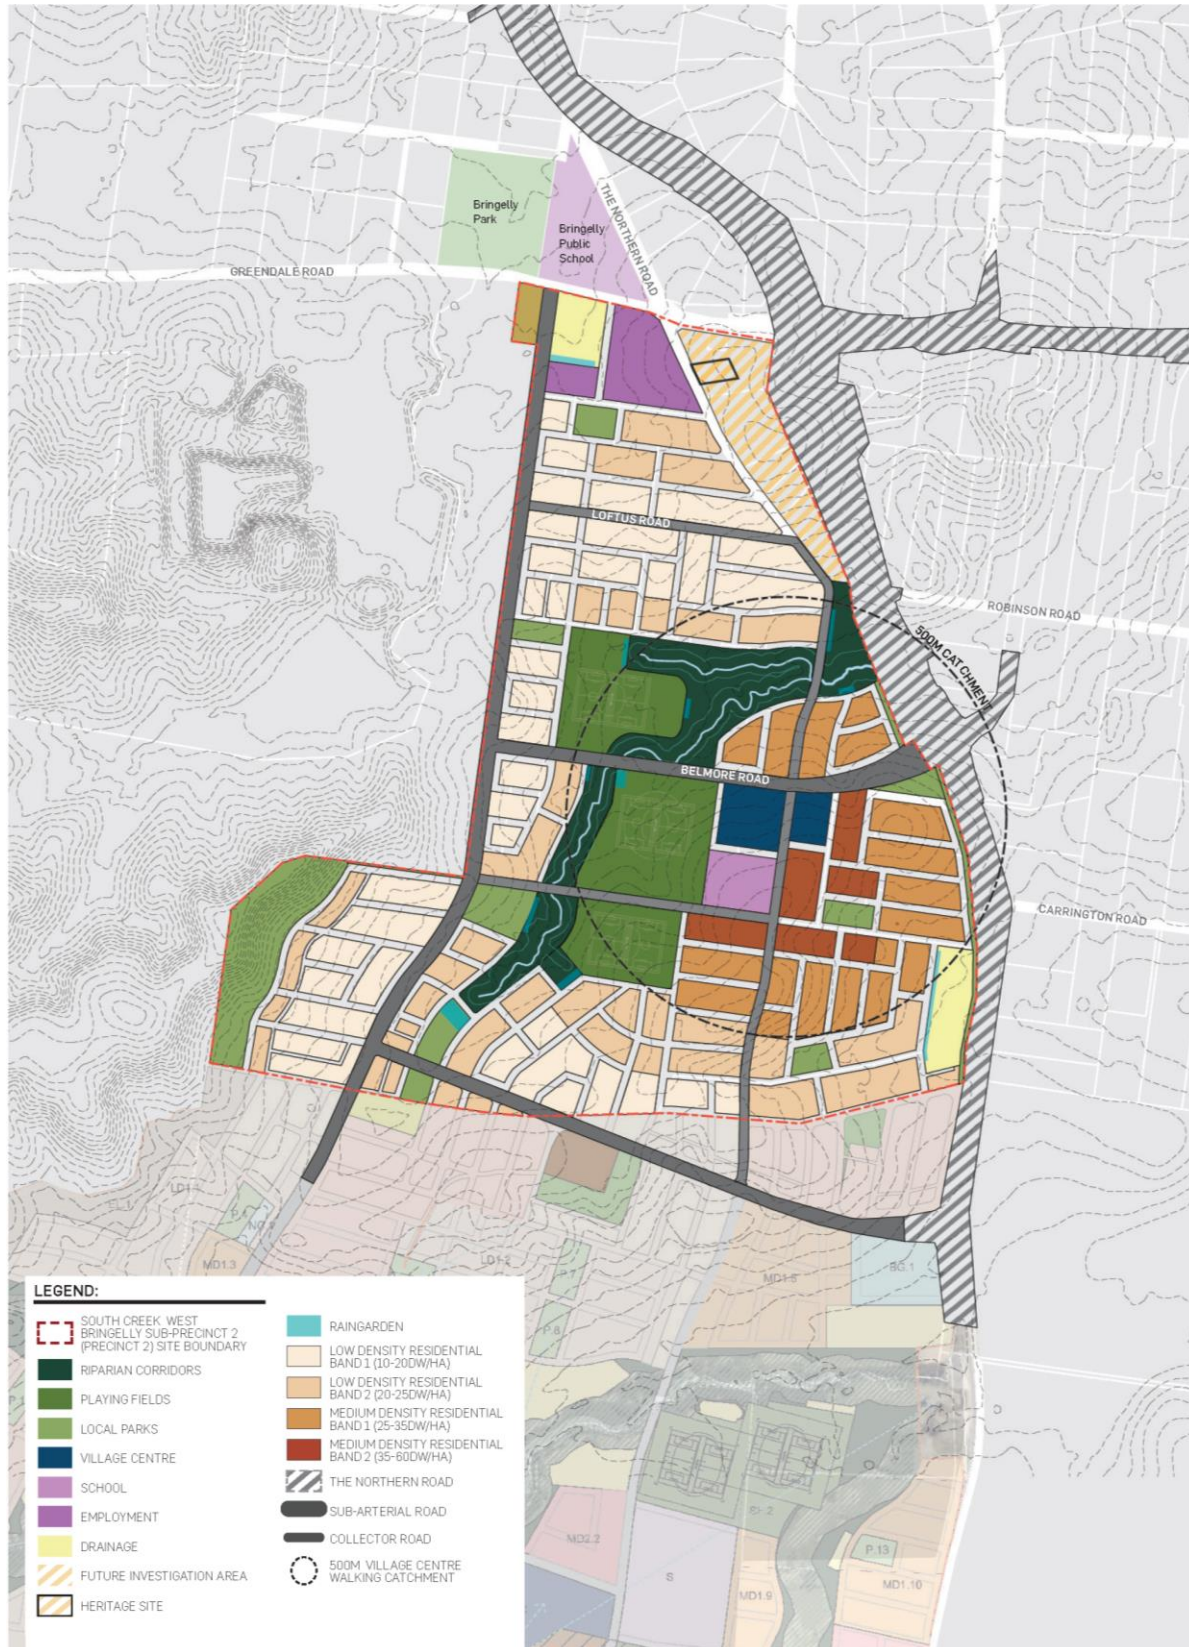 Bringelly
Park
Bringelly
Public
School
THE NORTHERN ROAD
GREENDALE ROAD
LOFTUS ROAD
ROBINSON ROAD
500M CATCHMENT
BELMORE ROAD
CARRINGTON ROAD
MD1.3
LD1.2
MD1.5
SG.1
P.7
P.8
MD2.2
S
P.13
MD1.9
MD1.10
LEGEND:
SOUTH CREEK WEST
BRINGELLY SUB-PRECINCT 2
(PRECINCT 2) SITE BOUNDARY
RIPARIAN CORRIDORS
PLAYING FIELDS
LOCAL PARKS
VILLAGE CENTRE
SCHOOL
EMPLOYMENT
DRAINAGE
FUTURE INVESTIGATION AREA
HERITAGE SITE
RAINGARDEN
LOW DENSITY RESIDENTIAL
BAND 1 (10-20DW/HA)
LOW DENSITY RESIDENTIAL
BAND 2 (20-25DW/HA)
MEDIUM DENSITY RESIDENTIAL
BAND 1 (25-35DW/HA)
MEDIUM DENSITY RESIDENTIAL
BAND 2 (35-60DW/HA)
THE NORTHERN ROAD
SUB-ARTERIAL ROAD
COLLECTOR ROAD
500M VILLAGE CENTRE
WALKING CATCHMENT